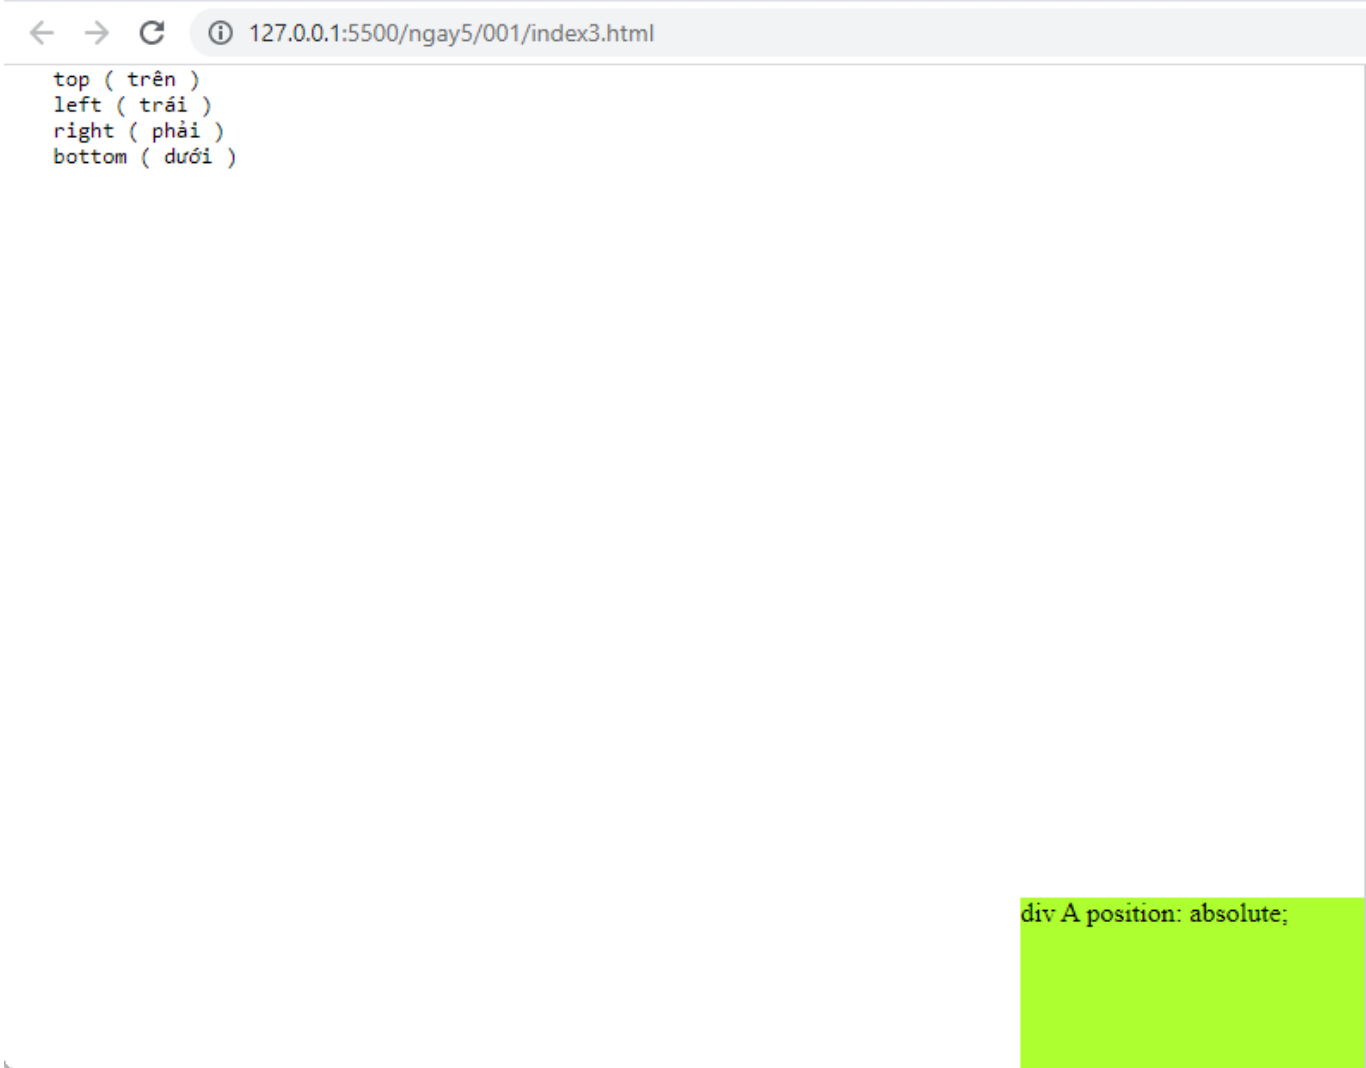 127.0.0.1:5500/ngay5/001/index3.html
top ( trên )
left ( trái )
right ( phải )
bottom ( dưới )
div A position: absolute;